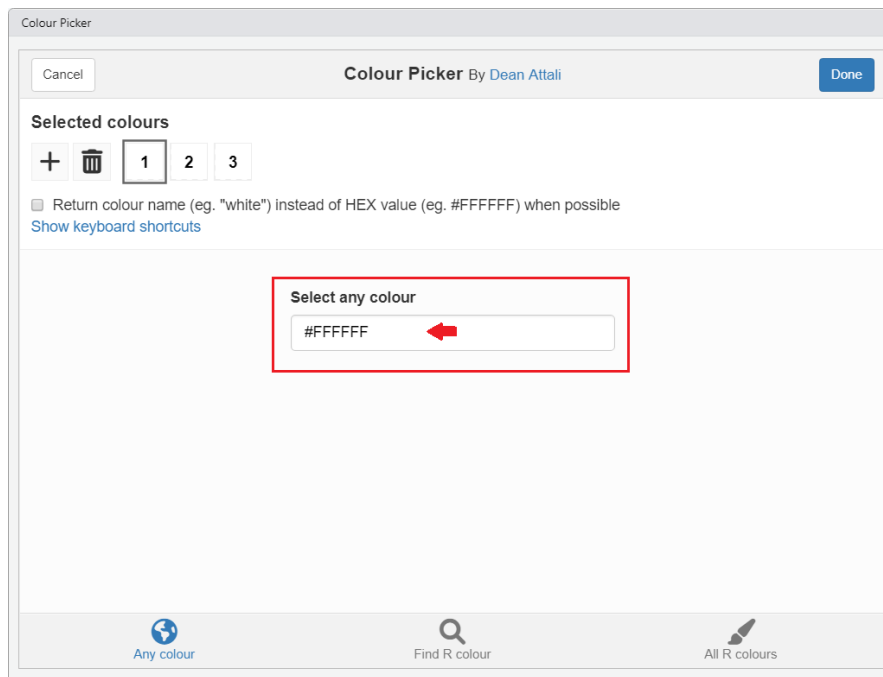 Colour Picker
Cancel
Colour Picker By Dean Attali
Done
Selected colours
1 2 3
Return colour name (eg. "white") instead of HEX value (eg. #FFFFFF) when possible
Show keyboard shortcuts
Select any colour
#FFFFFF
Any colour
Find R colour
All R colours